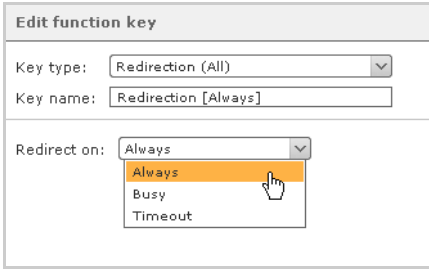 Edit function key
Key type: Redirection (All)
Key name: Redirection [Always]
Redirect on: Always
Always
Busy
Timeout